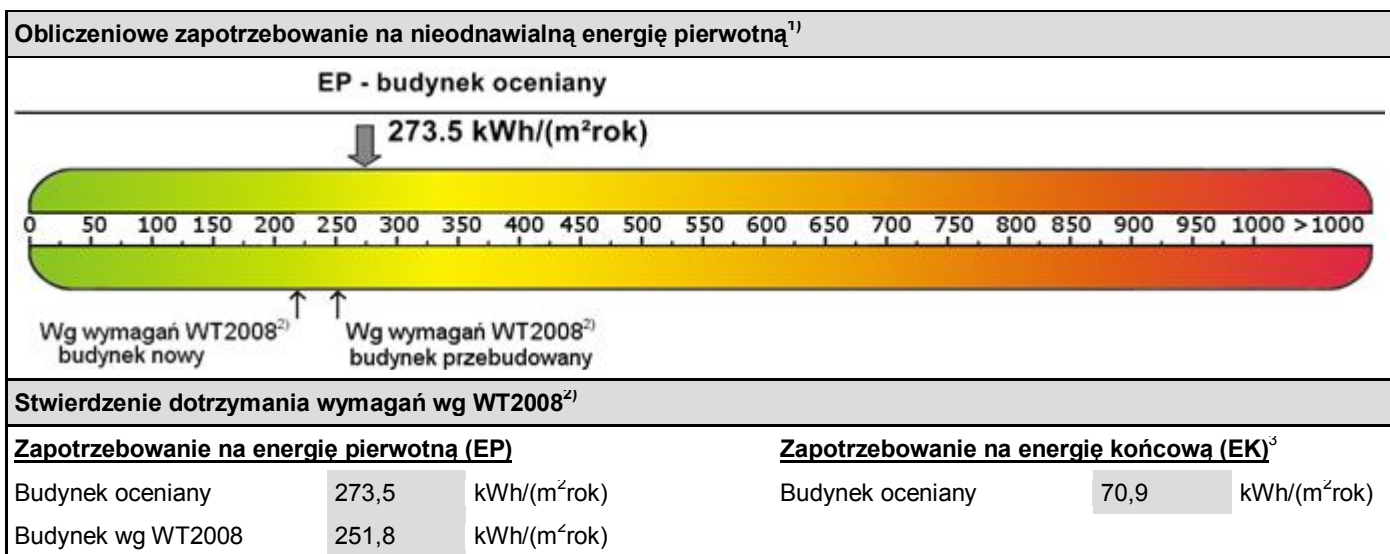 Obliczeniowe zapotrzebowanie na nieodnawialną energię pierwotną¹⁾
EP - budynek oceniany
273.5 kWh/(m²rok)
0 50 100 150 200 250 300 350 400 450 500 550 600 650 700 750 800 850 900 950 1000 >1000
Wg wymagań WT2008²⁾ Wg wymagań WT2008²⁾
budynek nowy budynek przebudowany
Stwierdzenie dotrzymania wymagań wg WT2008²⁾
Zapotrzebowanie na energię pierwotną (EP) Zapotrzebowanie na energię końcową (EK)³
Budynek oceniany 273,5 kWh/(m²rok) Budynek oceniany 70,9 kWh/(m²rok)
Budynek wg WT2008 251,8 kWh/(m²rok)